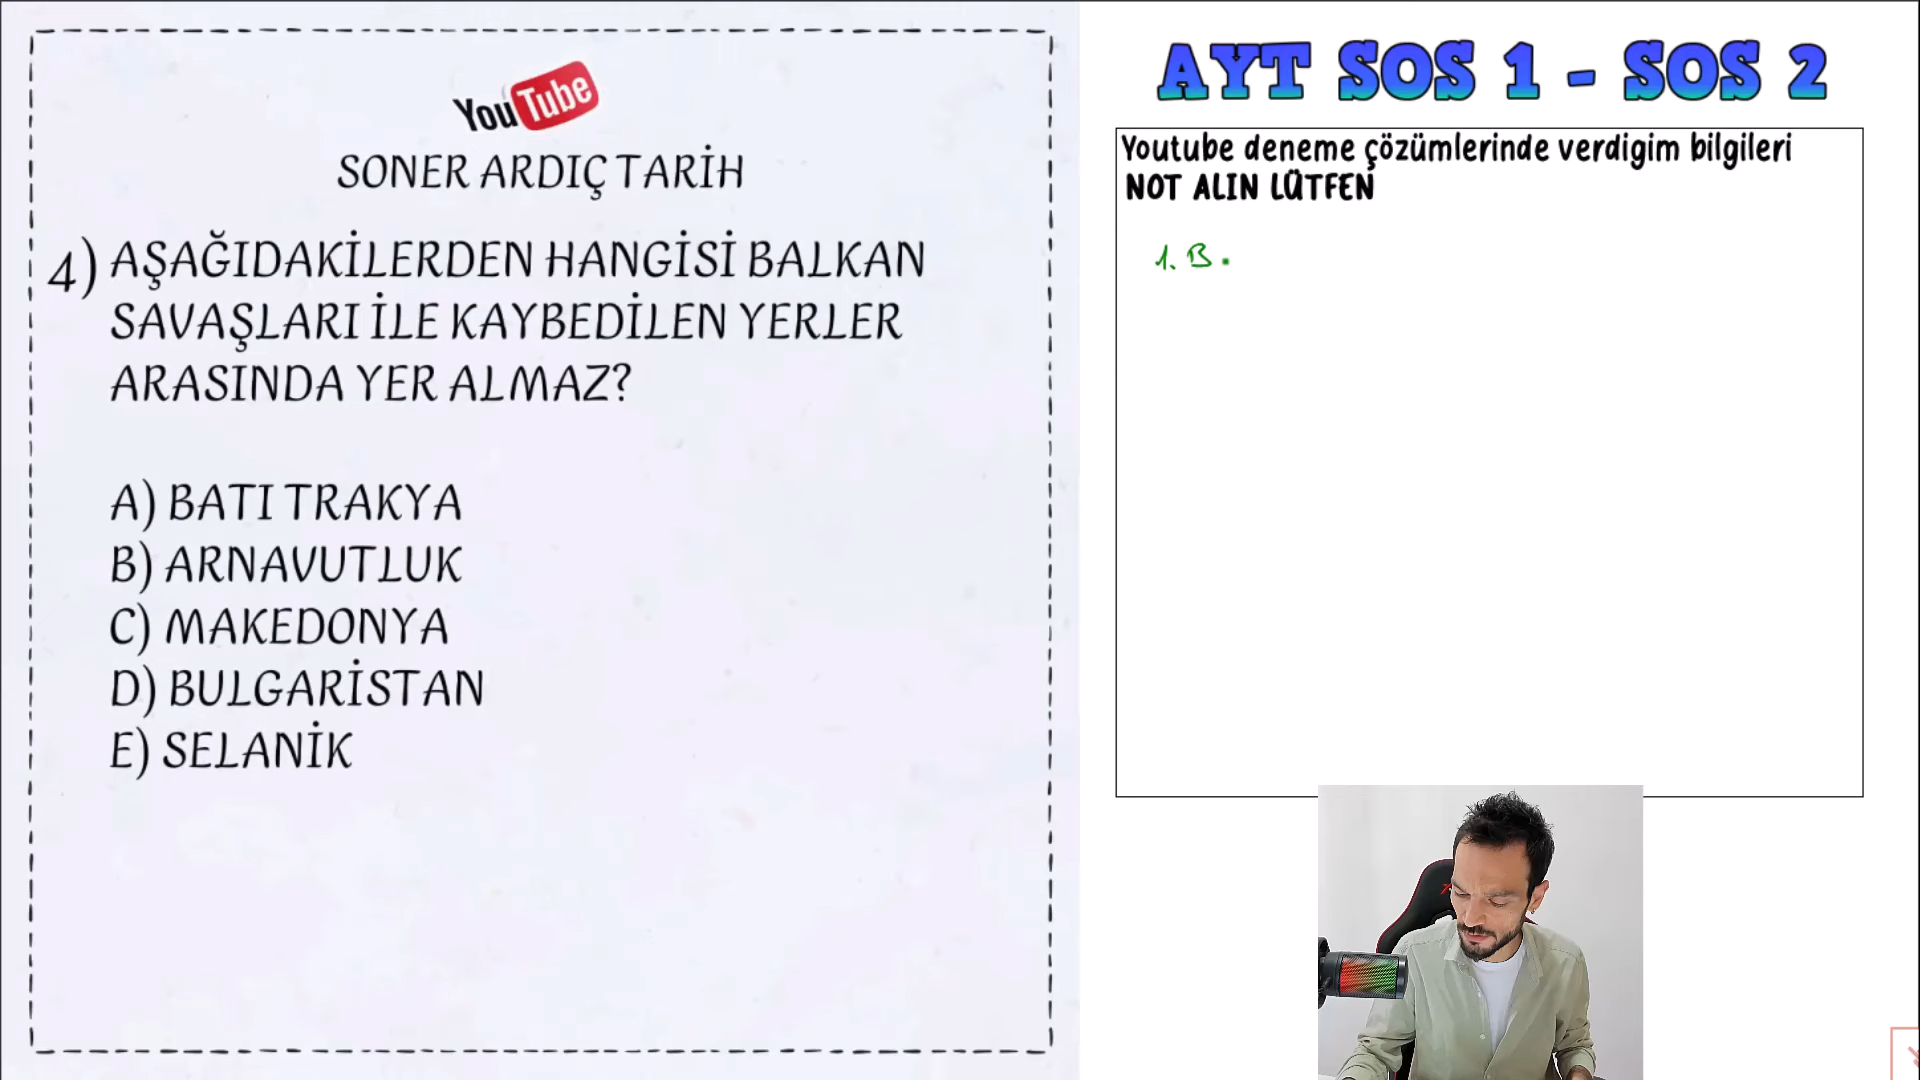 YouTube
SONER ARDIÇ TARİH
4) AŞAĞIDAKİLERDEN HANGİSİ BALKAN
SAVAŞLARI İLE KAYBEDİLEN YERLER
ARASINDA YER ALMAZ?
A) BATI TRAKYA
B) ARNAVUTLUK
C) MAKEDONYA
D) BULGARİSTAN
E) SELANİK
AYT SOS 1 - SOS 2
Youtube deneme çözümlerinde verdigim bilgileri
NOT ALIN LÜTFEN
1. B.